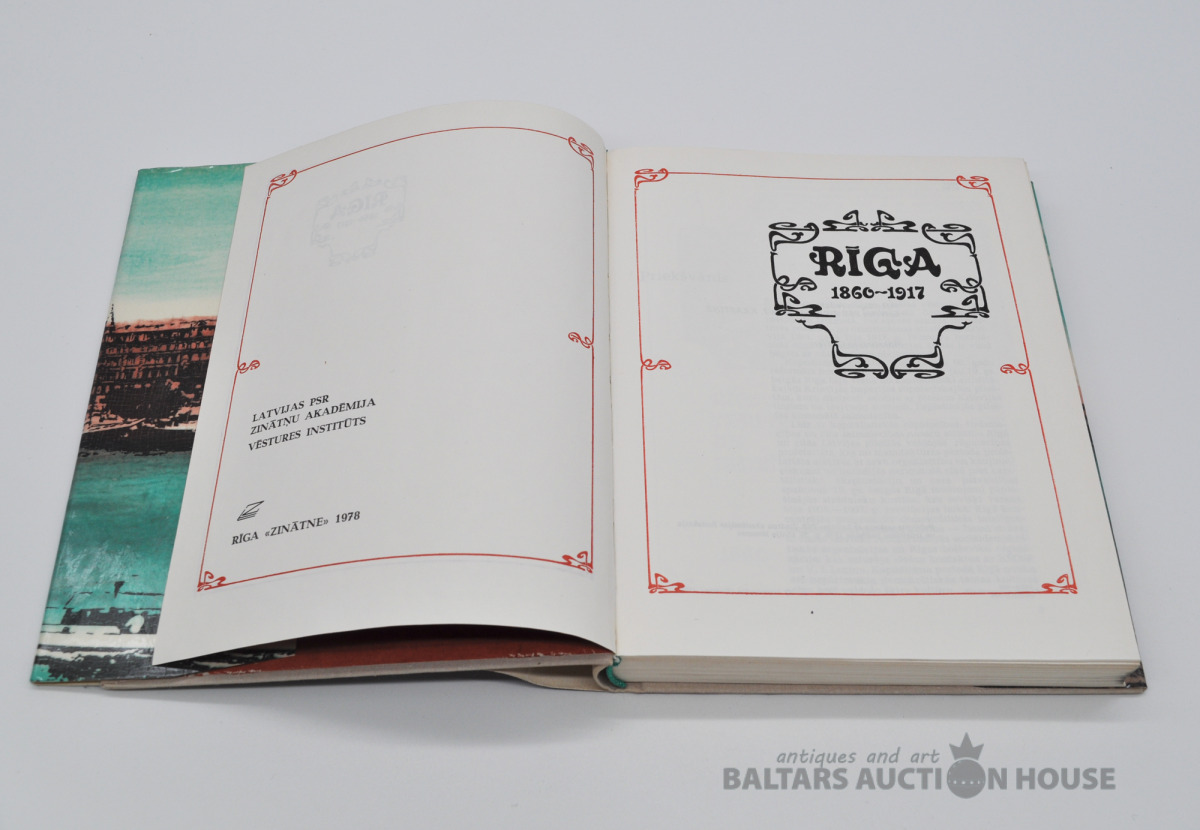 LATVIJAS PSR
ZINĀTŅU AKADĒMIJA
VĒSTURES INSTITŪTS
RĪGA «ZINĀTNE» 1978
RĪGA
1860—1917
antiques and art
BALTARS AUCTION HOUSE